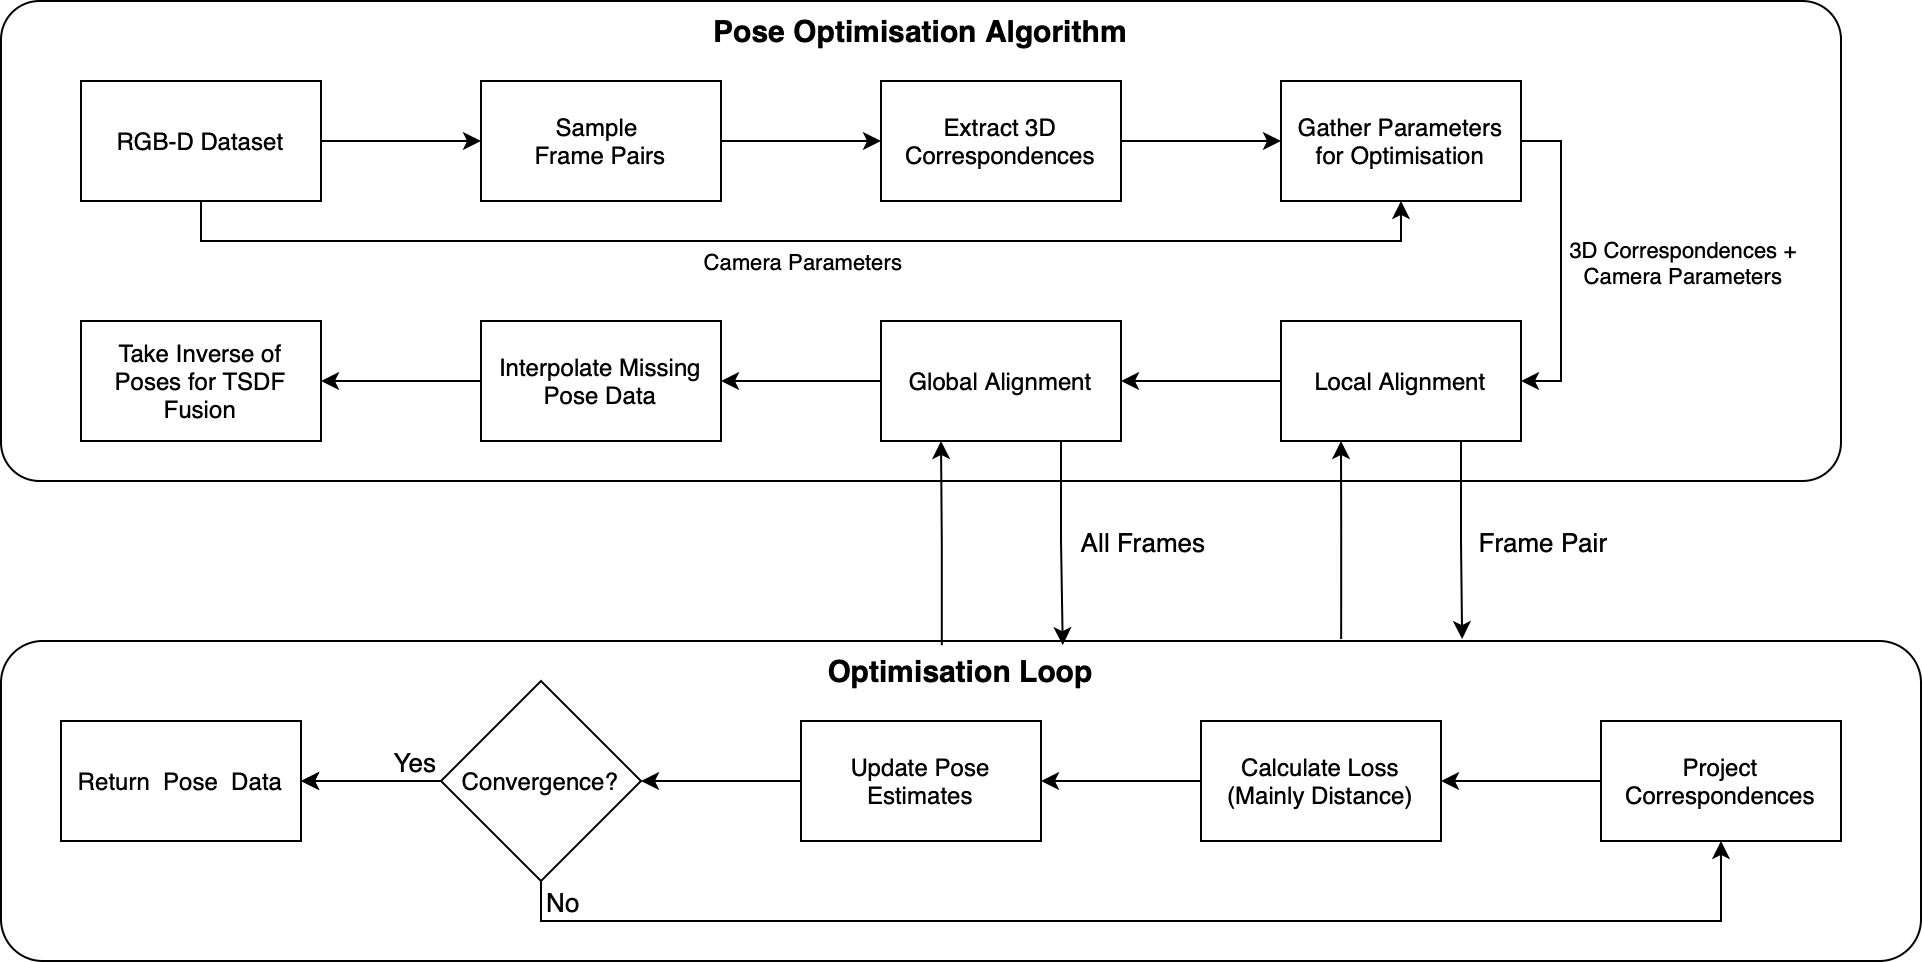 Pose Optimisation Algorithm
RGB-D Dataset
Sample
Frame Pairs
Extract 3D
Correspondences
Gather Parameters
for Optimisation
Camera Parameters
3D Correspondences +
Camera Parameters
Take Inverse of
Poses for TSDF
Fusion
Interpolate Missing
Pose Data
Global Alignment
Local Alignment
All Frames
Frame Pair
Optimisation Loop
Return Pose Data
Yes
Convergence?
No
Update Pose
Estimates
Calculate Loss
(Mainly Distance)
Project
Correspondences